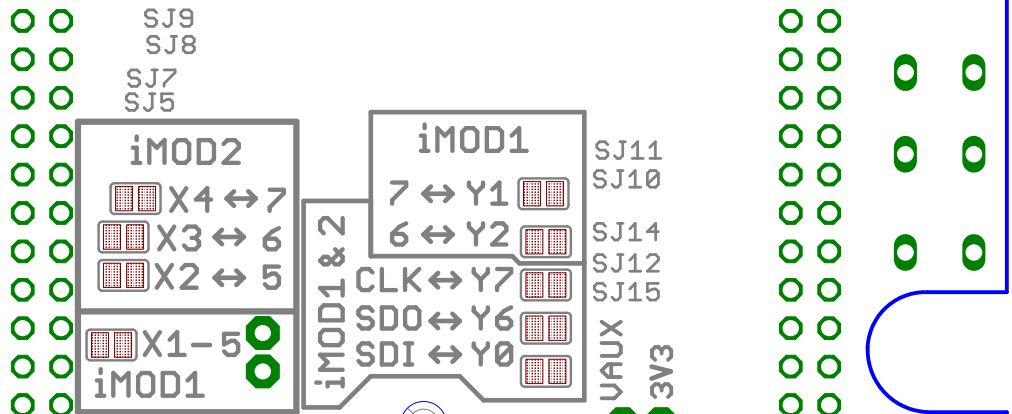 SJ9
SJ8
SJ7
SJ5
iMOD2
X4 ↔ 7
X3 ↔ 6
X2 ↔ 5
X1-5
iMOD1
iMOD1
7 ↔ Y1
6 ↔ Y2
iMOD1 & 2
CLK ↔ Y7
SDO ↔ Y6
SDI ↔ Y0
SJ11
SJ10
SJ14
SJ12
SJ15
VAUX
3V3